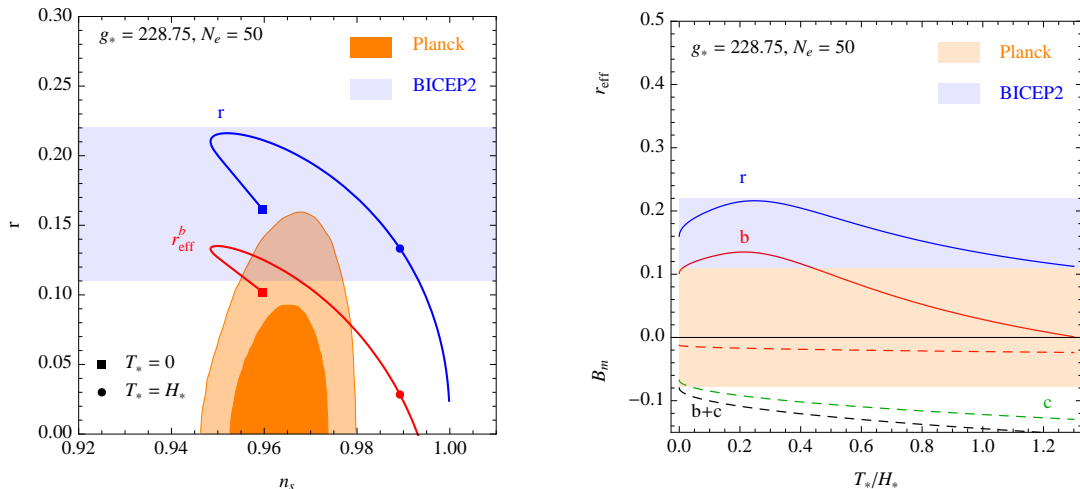 g* = 228.75, Ne = 50
Planck
BICEP2
r
r^b_eff
T* = 0
T* = H*
r
0.30
0.25
0.20
0.15
0.10
0.05
0.00
0.92 0.94 0.96 0.98 1.00
ns
g* = 228.75, Ne = 50
Planck
BICEP2
r
b
c
b+c
reff
Bm
0.5
0.4
0.3
0.2
0.1
0.0
−0.1
0.0 0.2 0.4 0.6 0.8 1.0 1.2
T*/H*